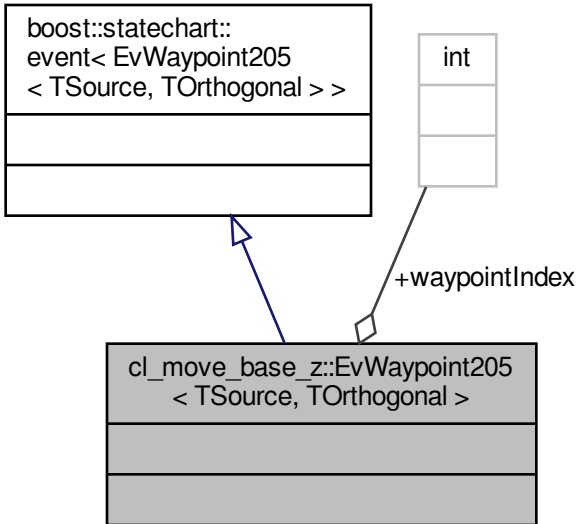 boost::statechart::
event< EvWaypoint205
< TSource, TOrthogonal > >
int
+waypointIndex
cl_move_base_z::EvWaypoint205
< TSource, TOrthogonal >